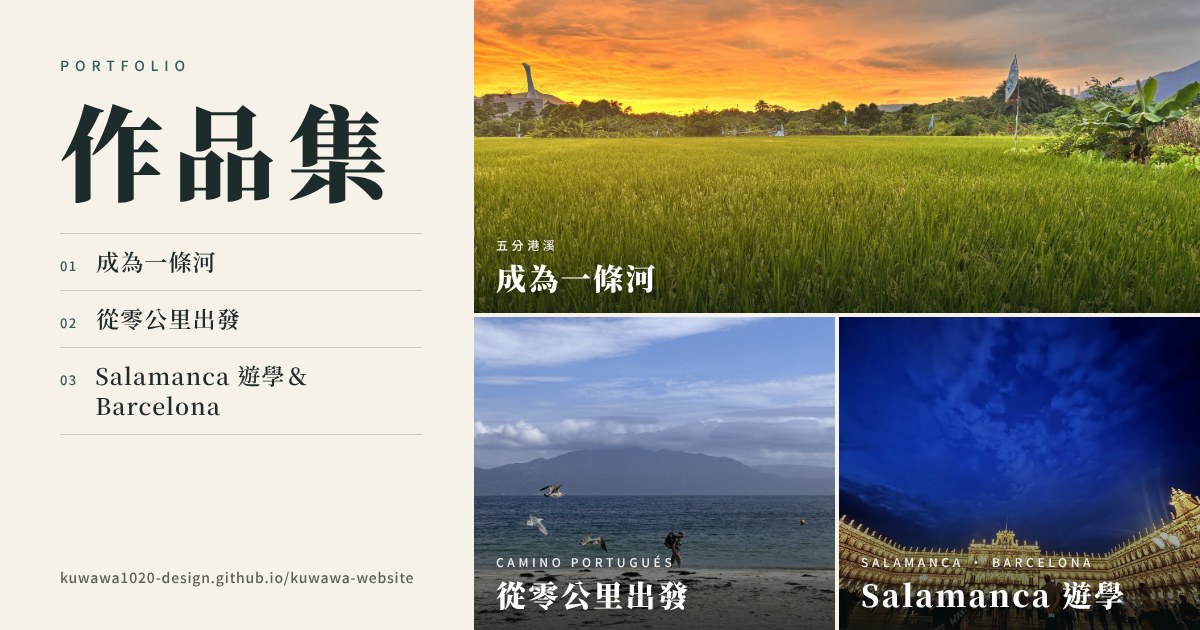 PORTFOLIO
作品集
01 成為一條河
02 從零公里出發
03 Salamanca 遊學&
Barcelona
kuwawa1020-design.github.io/kuwawa-website
五分港溪
成為一條河
CAMINO PORTUGUÉS
從零公里出發
SALAMANCA · BARCELONA
Salamanca 遊學